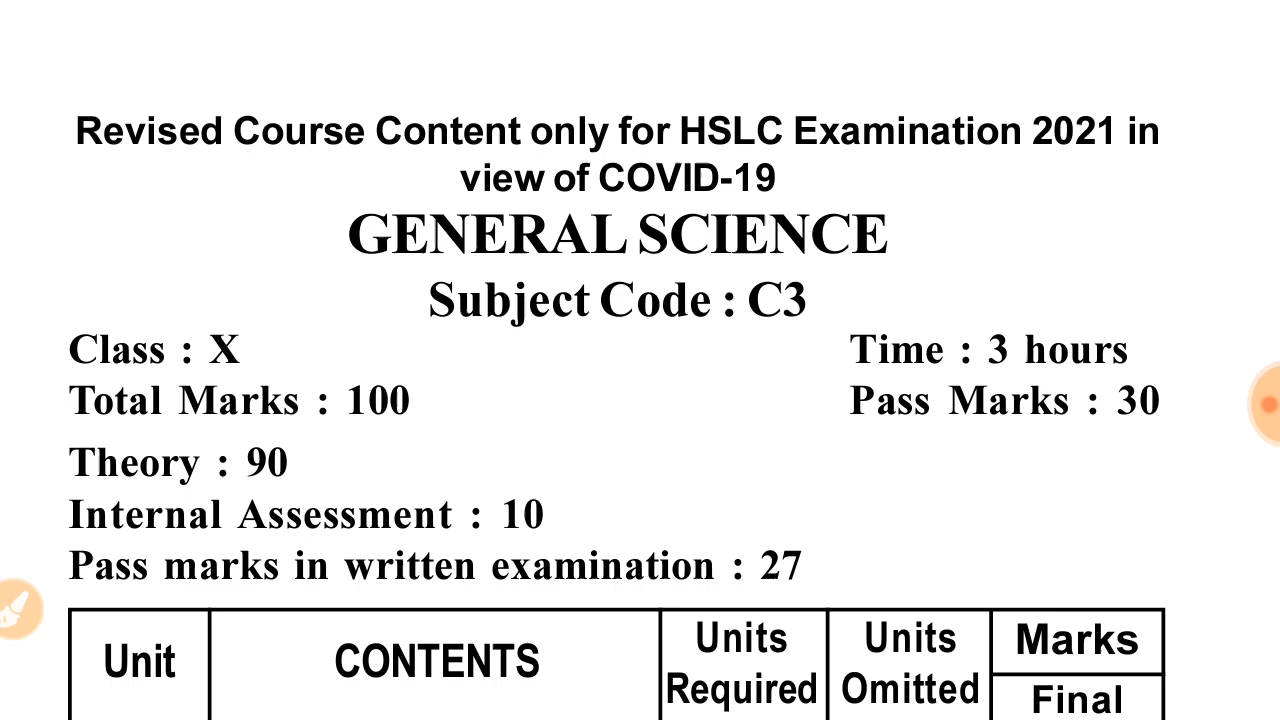 Revised Course Content only for HSLC Examination 2021 in
view of COVID-19
GENERAL SCIENCE
Subject Code : C3
Class : X Time : 3 hours
Total Marks : 100 Pass Marks : 30
Theory : 90
Internal Assessment : 10
Pass marks in written examination : 27
Unit CONTENTS Units Required Units Omitted Marks
Final